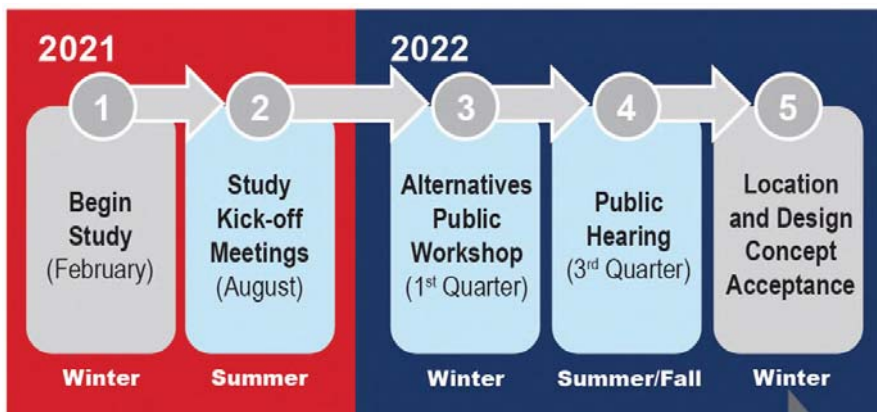 2021
2022
1
2
3
4
5
Begin
Study
(February)
Study
Kick-off
Meetings
(August)
Alternatives
Public
Workshop
(1st Quarter)
Public
Hearing
(3rd Quarter)
Location
and Design
Concept
Acceptance
Winter
Summer
Winter
Summer/Fall
Winter